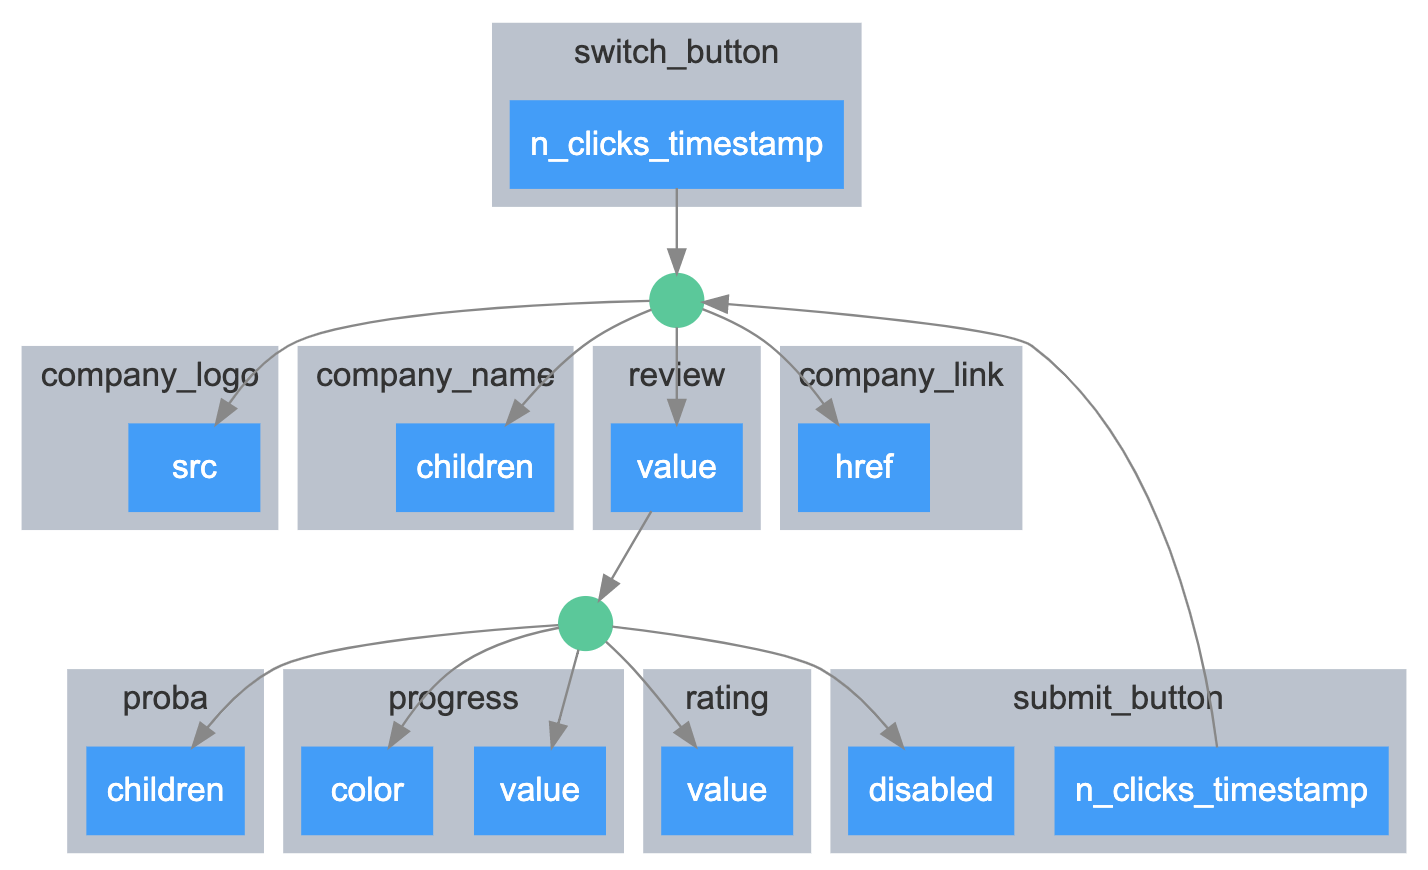 switch_button
n_clicks_timestamp
company_logo
company_name
review
company_link
src
children
value
href
proba
progress
rating
submit_button
children
color
value
value
disabled
n_clicks_timestamp